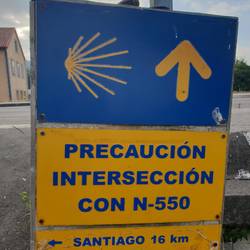 PRECAUCIÓN
INTERSECCIÓN
CON N-550
SANTIAGO 16 km